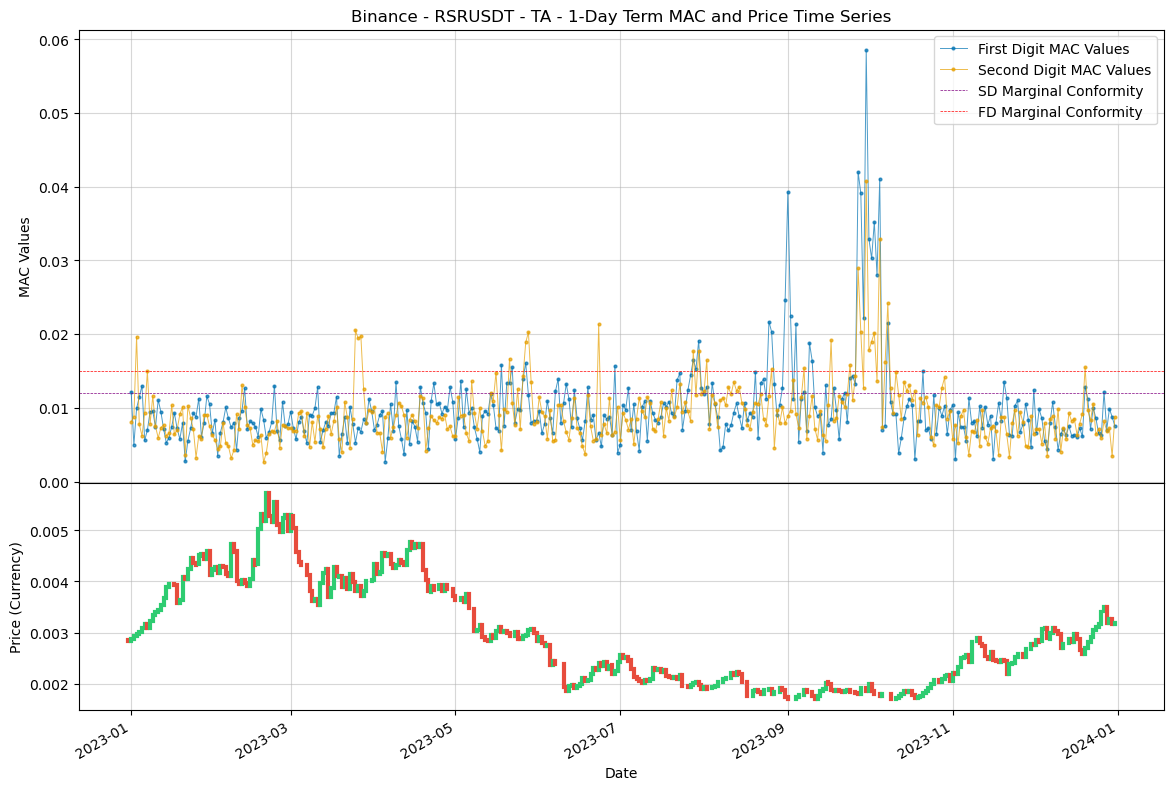 Binance - RSRUSDT - TA - 1-Day Term MAC and Price Time Series
First Digit MAC Values
Second Digit MAC Values
SD Marginal Conformity
FD Marginal Conformity
MAC Values
0.06
0.05
0.04
0.03
0.02
0.01
0.00
Price (Currency)
0.005
0.004
0.003
0.002
2023-01
2023-03
2023-05
2023-07
2023-09
2023-11
2024-01
Date